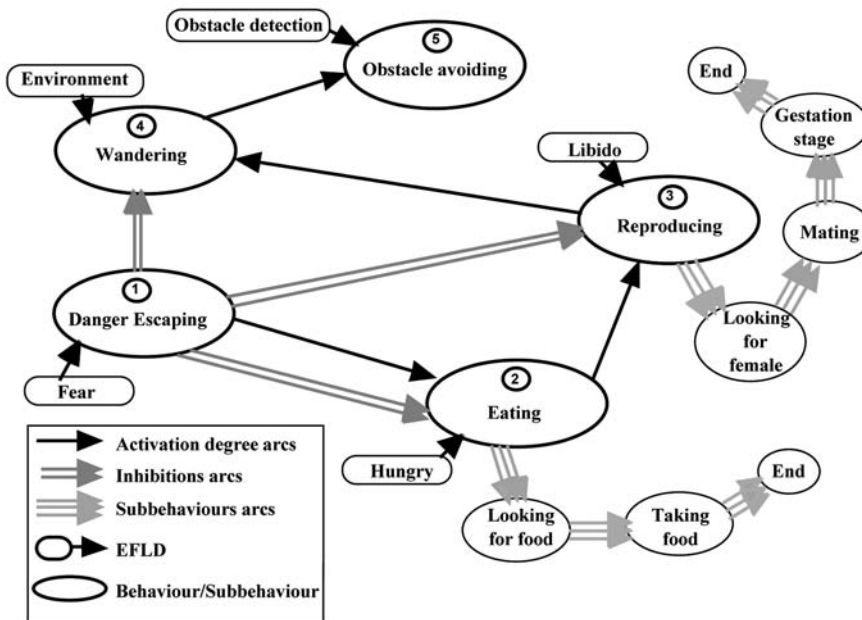 Obstacle detection
5
Obstacle avoiding
Environment
4
Wandering
End
Gestation
stage
Libido
3
Reproducing
Mating
1
Danger Escaping
Looking
for
female
Fear
2
Eating
Hungry
Activation degree arcs
Inhibitions arcs
Subbehaviours arcs
EFLD
Behaviour/Subbehaviour
Looking
for food
Taking
food
End